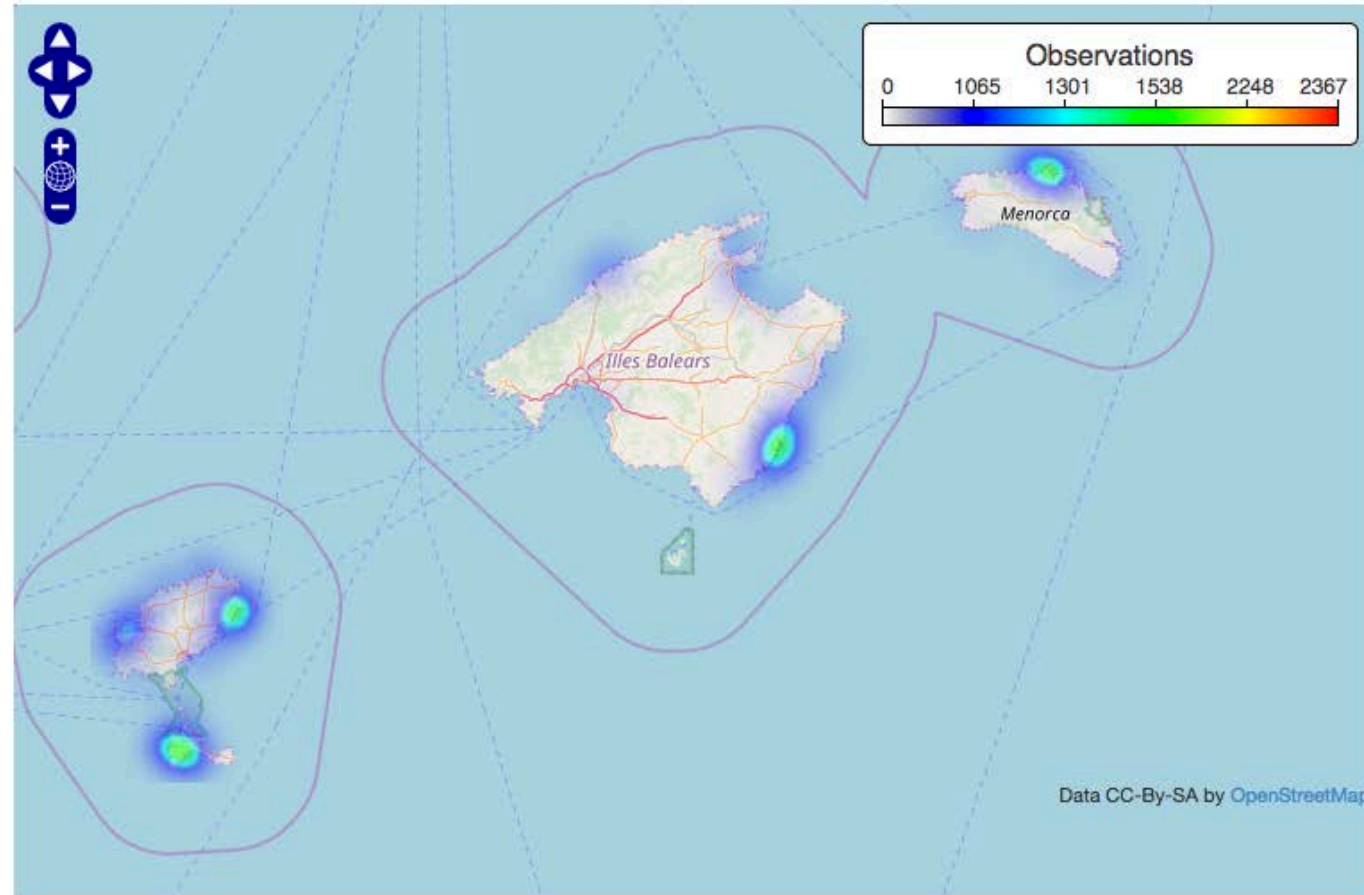 Observations
0 1065 1301 1538 2248 2367
+
−
Menorca
Illes Balears
Data CC-By-SA by OpenStreetMap